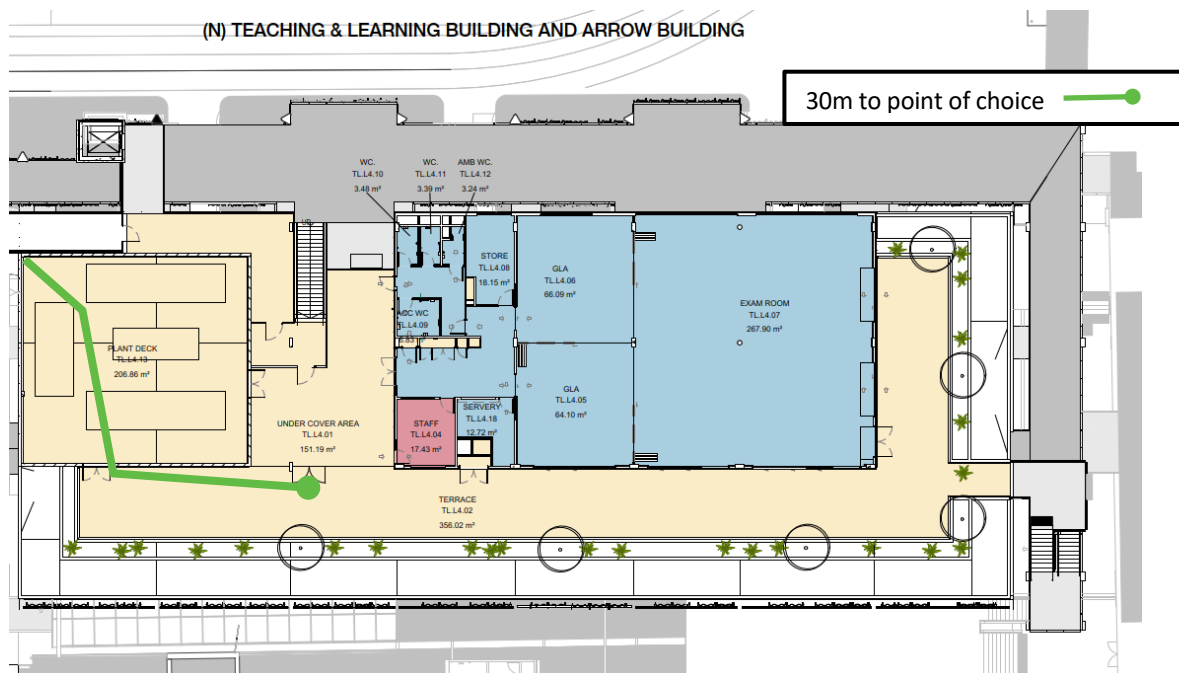 (N) TEACHING & LEARNING BUILDING AND ARROW BUILDING
30m to point of choice
WC.
TL.L4.10
3.48 m²
WC.
TL.L4.11
3.39 m²
AMB WC.
TL.L4.12
3.24 m²
UP
STORE
TL.L4.08
18.15 m²
GLA
TL.L4.06
66.09 m²
EXAM ROOM
TL.L4.07
267.90 m²
ACC WC
TL.L4.09
PLANT DECK
TL.L4.13
206.86 m²
GLA
TL.L4.05
64.10 m²
UNDER COVER AREA
TL.L4.01
151.19 m²
STAFF
TL.L4.04
17.43 m²
SERVERY
TL.L4.18
12.72 m²
TERRACE
TL.L4.02
356.02 m²